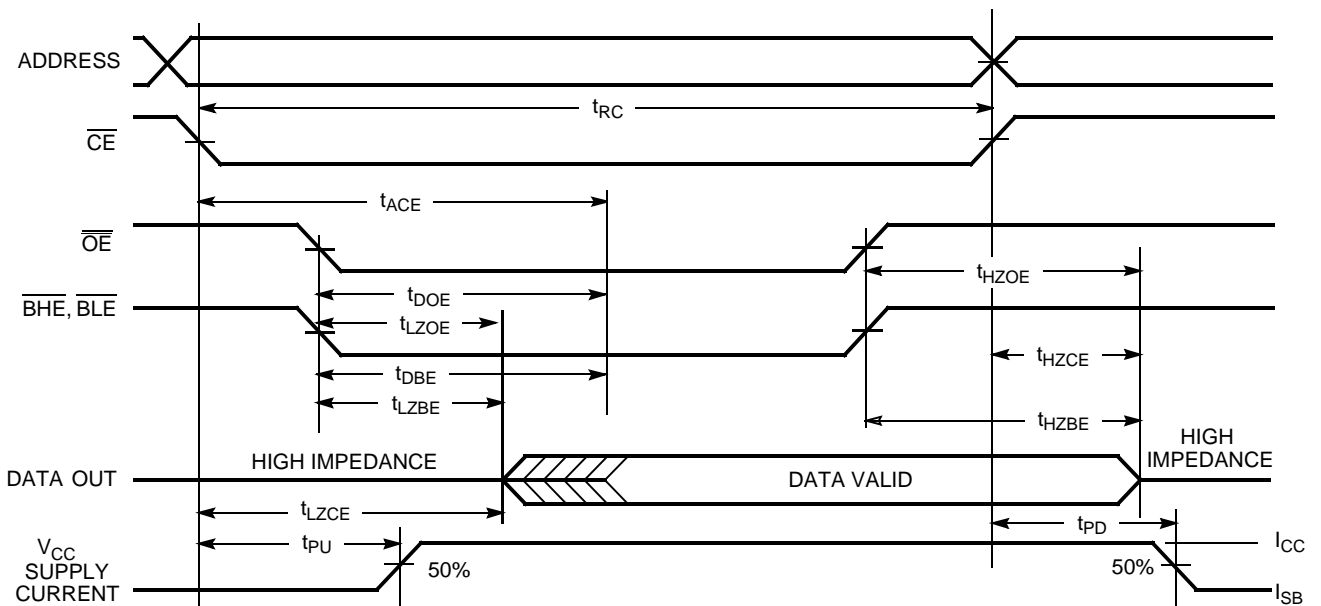 ADDRESS
tRC
CE
tACE
OE
tHZOE
tDOE
BHE, BLE
tLZOE
tHZCE
tDBE
tLZBE
tHZBE
HIGH IMPEDANCE
HIGH
IMPEDANCE
DATA OUT
DATA VALID
tLZCE
tPD
tPU
VCC
SUPPLY
CURRENT
50%
50%
ICC
ISB